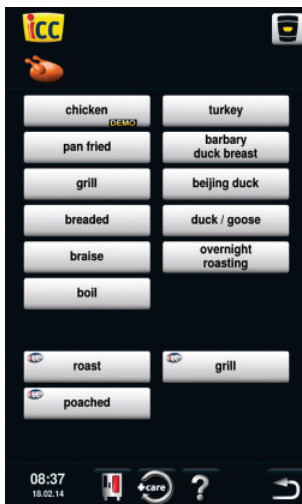 icc
chicken
DEMO
turkey
pan fried
barbary
duck breast
grill
beijing duck
breaded
duck / goose
braise
overnight
roasting
boil
roast
grill
poached
08:37
18.02.14
+care
?